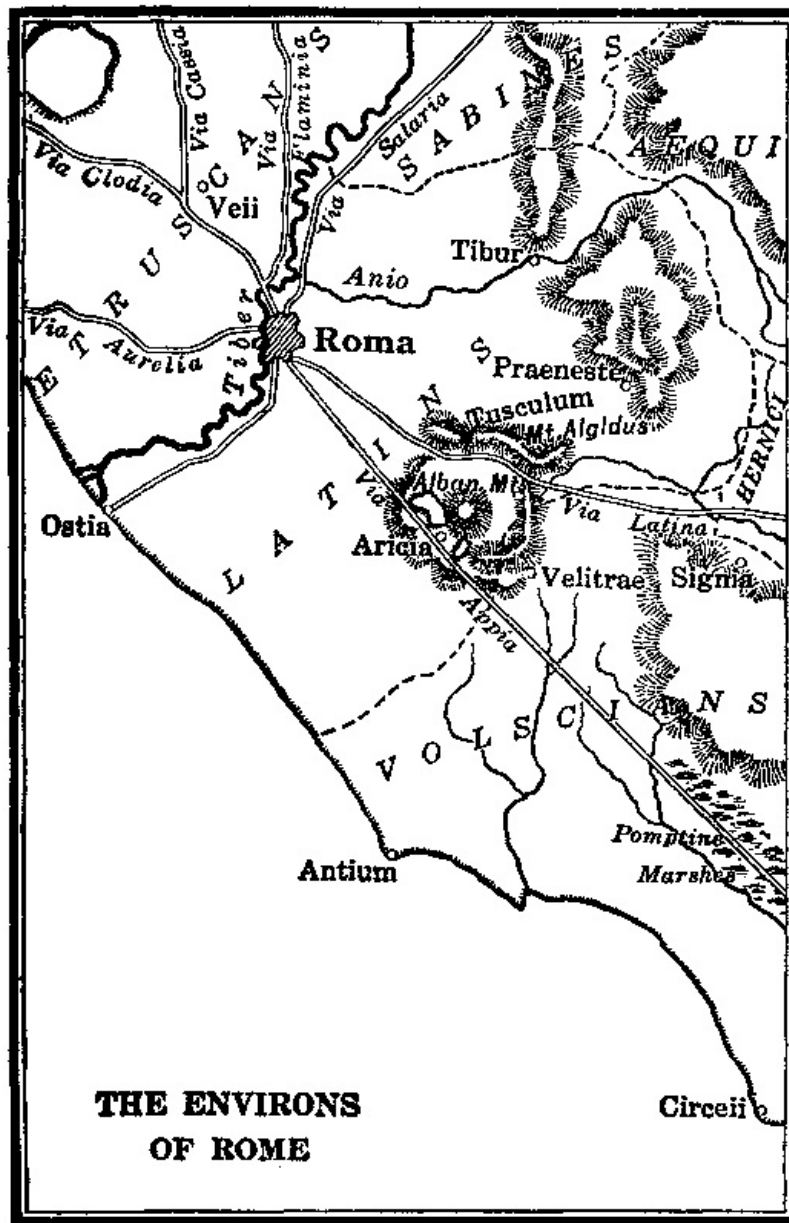 Via Cassia
Via Flaminia
Via Salaria
SABINES
AEQUI
Via Clodia
Veii
ETRUSCANS
Tibur
Anio
Via Aurelia
Tiber
Roma
Praeneste
Tusculum
Mt Algidus
HERNICI
LATINS
Alban Mt.
Via Latina
Ostia
Aricia
Velitrae
Signia
Via Appia
VOLSCIANS
Pomptine
Marshes
Antium
Circeii
THE ENVIRONS
OF ROME